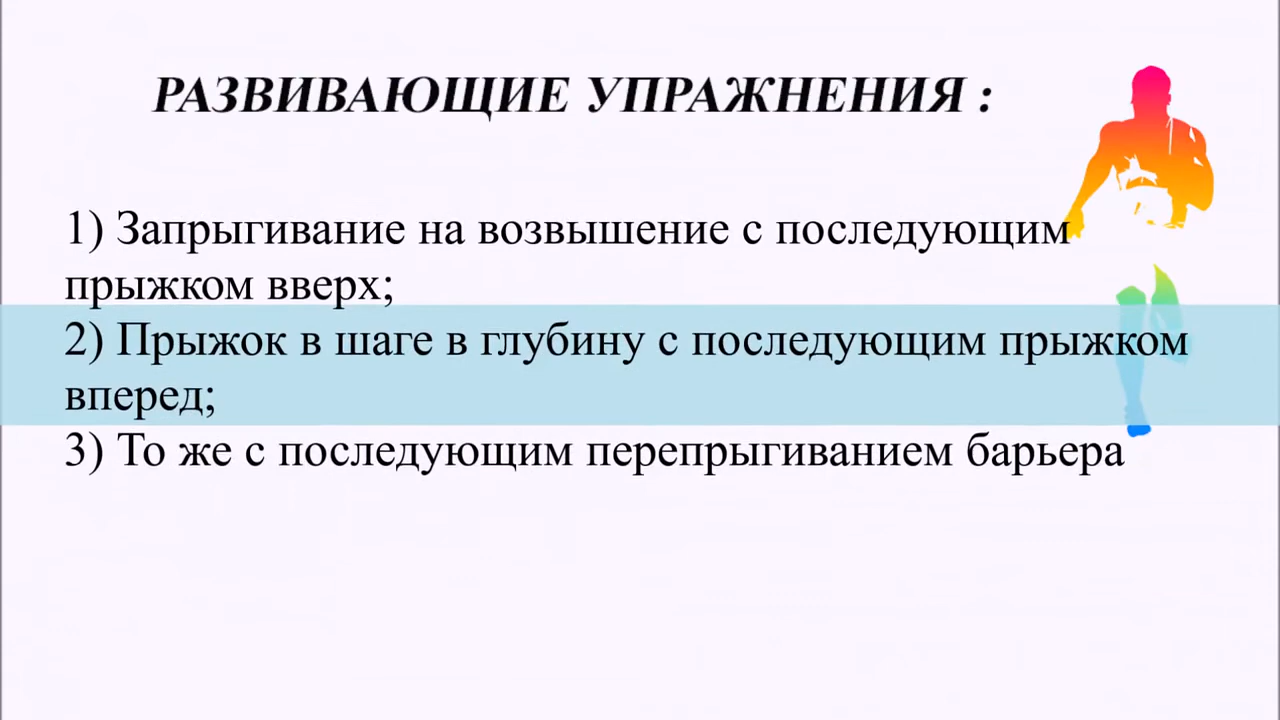 РАЗВИВАЮЩИЕ УПРАЖНЕНИЯ :
1) Запрыгивание на возвышение с последующим
прыжком вверх;
2) Прыжок в шаге в глубину с последующим прыжком
вперед;
3) То же с последующим перепрыгиванием барьера